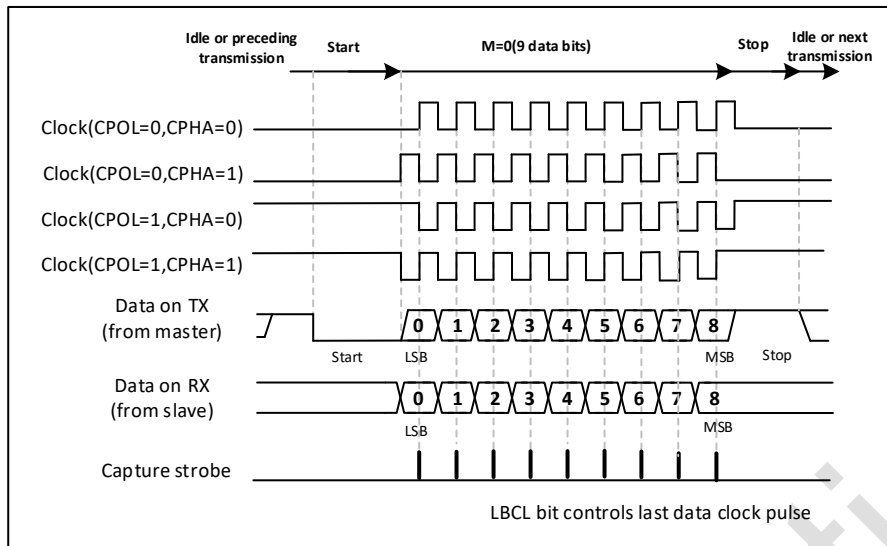 Idle or preceding transmission
Start
M=0(9 data bits)
Stop
Idle or next transmission
Clock(CPOL=0,CPHA=0)
Clock(CPOL=0,CPHA=1)
Clock(CPOL=1,CPHA=0)
Clock(CPOL=1,CPHA=1)
Data on TX
(from master)
0 1 2 3 4 5 6 7 8
Start
LSB
MSB
Stop
Data on RX
(from slave)
0 1 2 3 4 5 6 7 8
LSB
MSB
Capture strobe
LBCL bit controls last data clock pulse